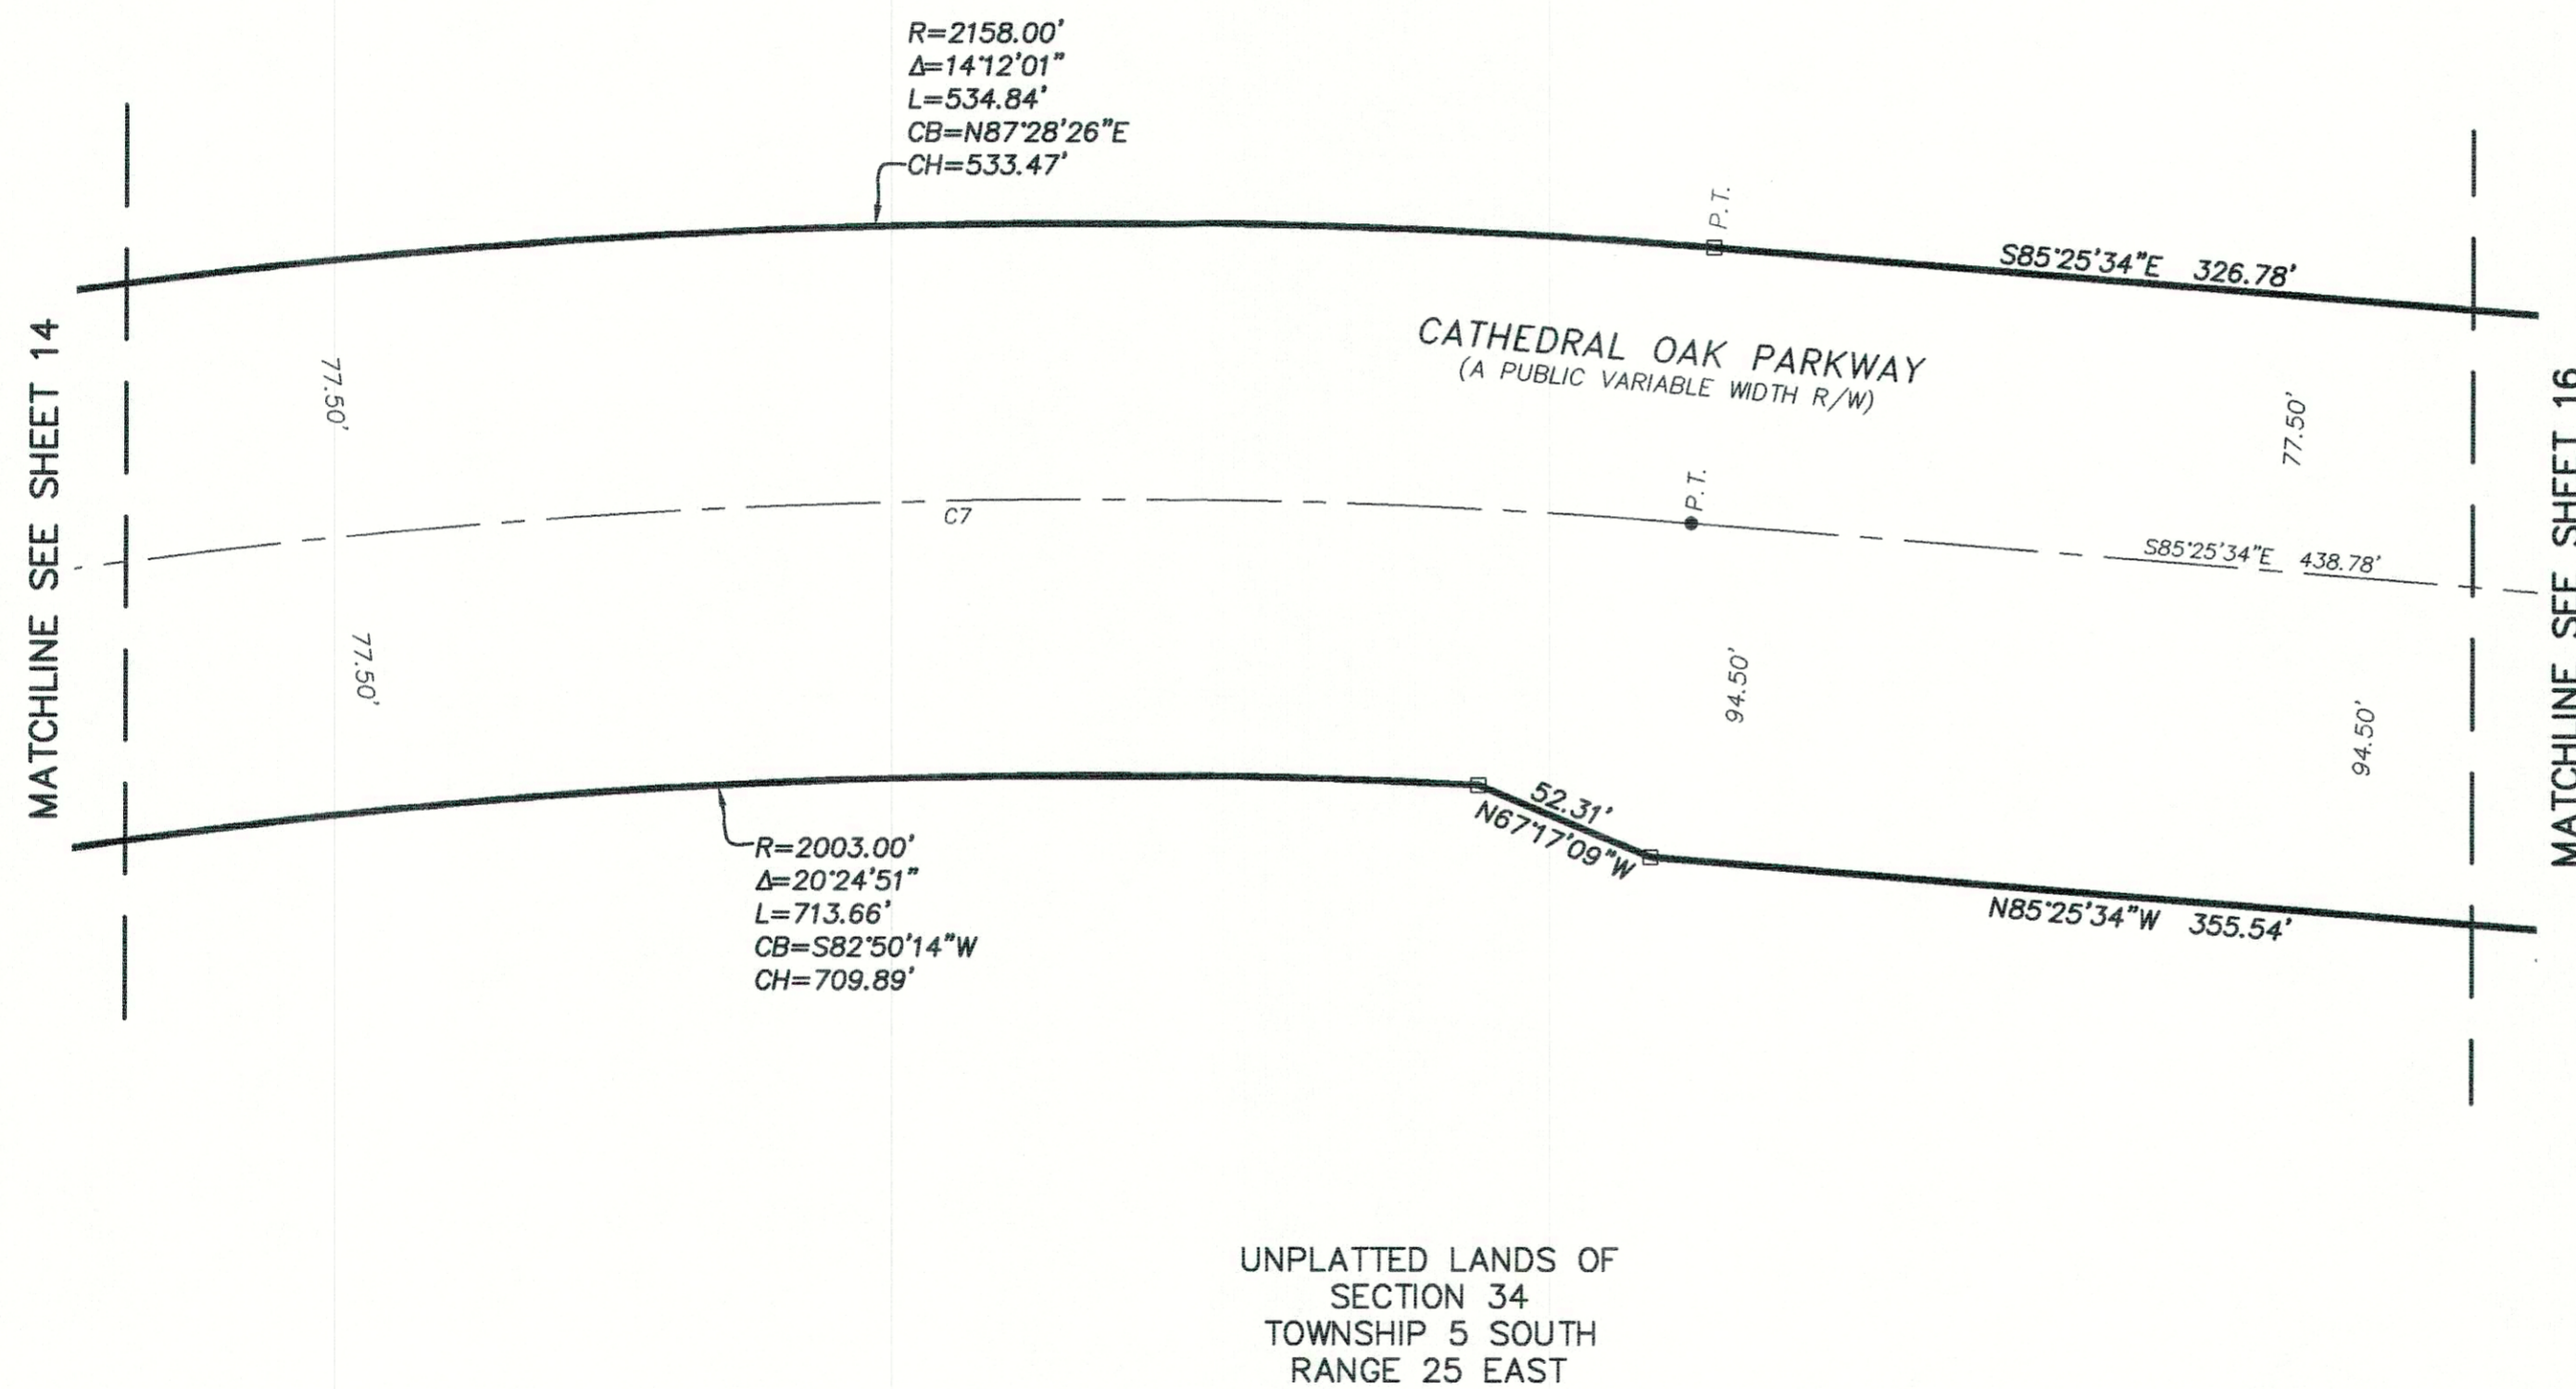 R=2158.00'
Δ=14°12'01"
L=534.84'
CB=N87°28'26"E
CH=533.47'
P.T.
S85°25'34"E 326.78'
MATCHLINE SEE SHEET 14
77.50'
CATHEDRAL OAK PARKWAY
(A PUBLIC VARIABLE WIDTH R/W)
77.50'
MATCHLINE SEE SHEET 16
C7
P.T.
S85°25'34"E 438.78'
77.50'
94.50'
94.50'
52.31'
N67°17'09"W
R=2003.00'
Δ=20°24'51"
L=713.66'
CB=S82°50'14"W
CH=709.89'
N85°25'34"W 355.54'
UNPLATTED LANDS OF
SECTION 34
TOWNSHIP 5 SOUTH
RANGE 25 EAST